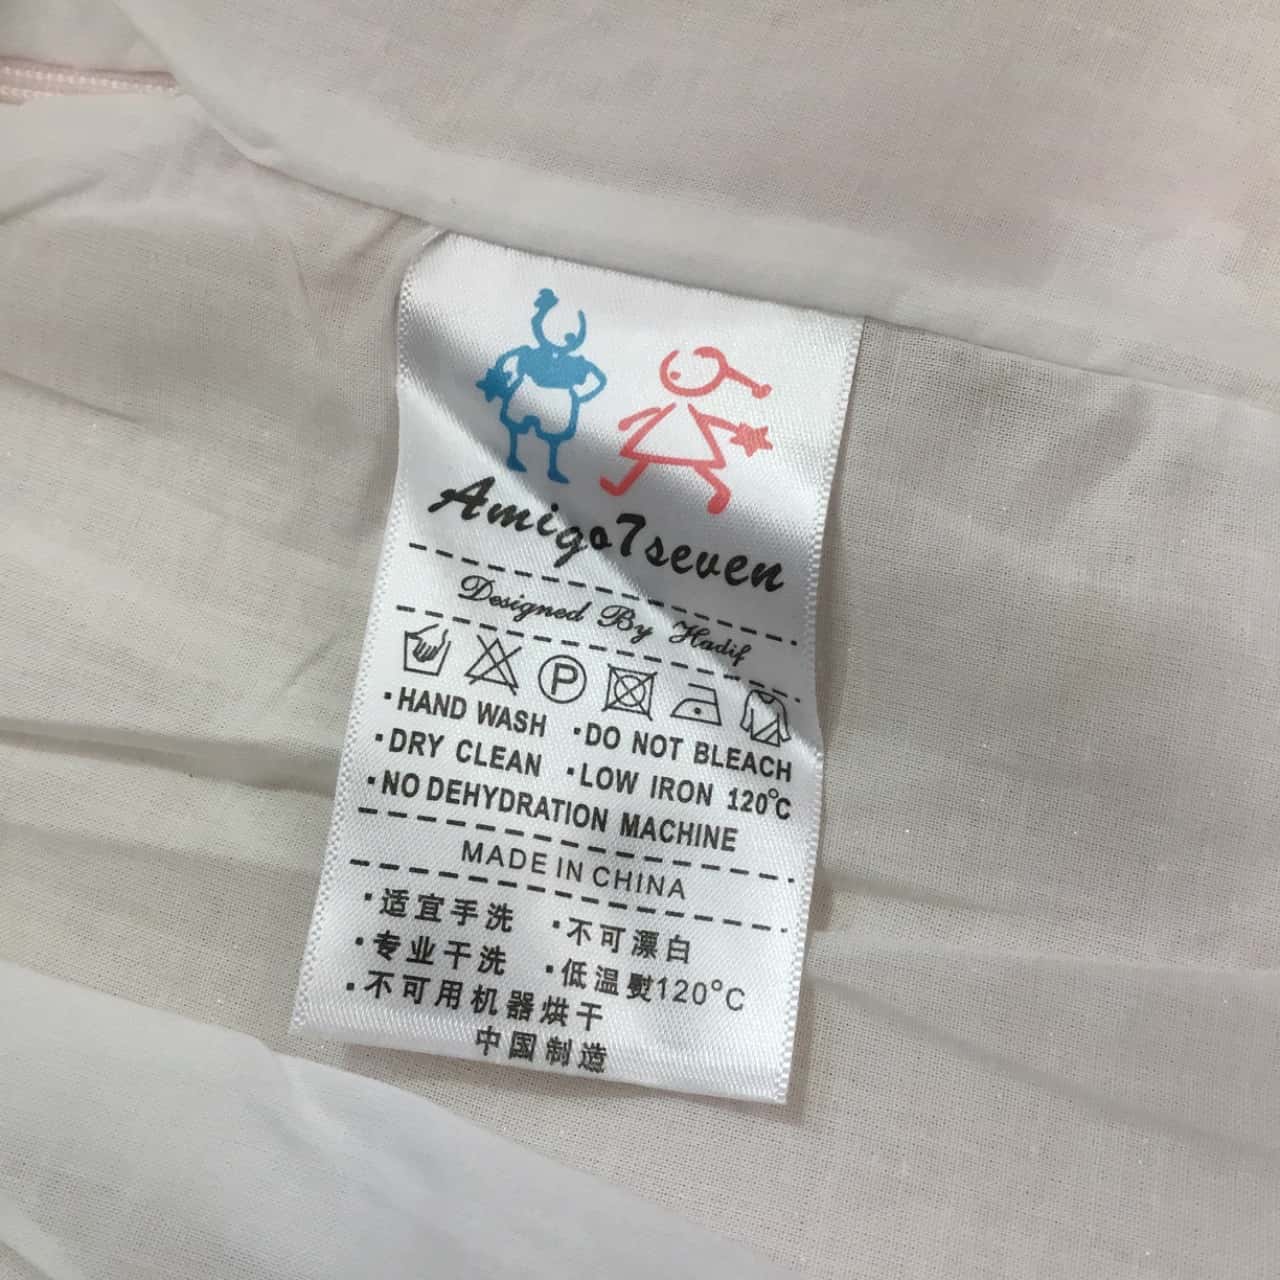 Amigo7seven
Designed By Hadif
P
·HAND WASH ·DO NOT BLEACH
·DRY CLEAN ·LOW IRON 120°C
·NO DEHYDRATION MACHINE
MADE IN CHINA
·适宜手洗 ·不可漂白
·专业干洗 ·低温熨120°C
·不可用机器烘干
中国制造